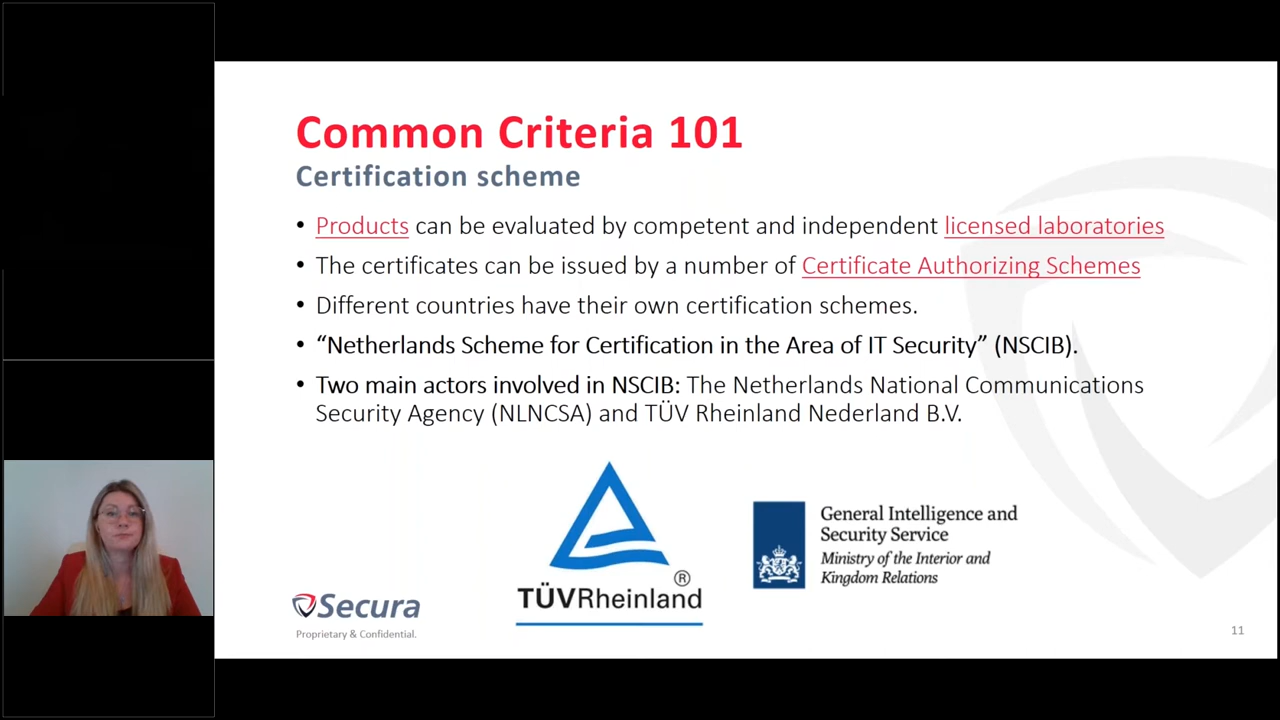 Common Criteria 101
Certification scheme
• Products can be evaluated by competent and independent licensed laboratories
• The certificates can be issued by a number of Certificate Authorizing Schemes
• Different countries have their own certification schemes.
• “Netherlands Scheme for Certification in the Area of IT Security” (NSCIB).
• Two main actors involved in NSCIB: The Netherlands National Communications
Security Agency (NLNCSA) and TÜV Rheinland Nederland B.V.
TÜVRheinland®
General Intelligence and
Security Service
Ministry of the Interior and
Kingdom Relations
Secura
Proprietary & Confidential.
11